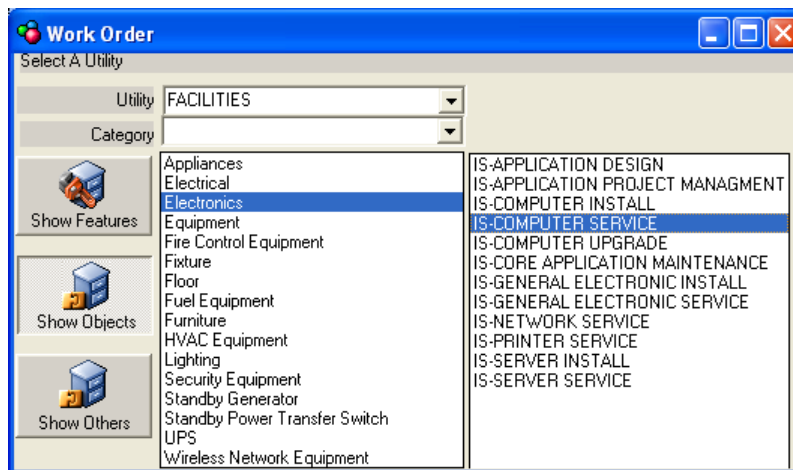 Work Order
Select A Utility
Utility FACILITIES
Category
Show Features
Show Objects
Show Others
Appliances
Electrical
Electronics
Equipment
Fire Control Equipment
Fixture
Floor
Fuel Equipment
Furniture
HVAC Equipment
Lighting
Security Equipment
Standby Generator
Standby Power Transfer Switch
UPS
Wireless Network Equipment
IS-APPLICATION DESIGN
IS-APPLICATION PROJECT MANAGMENT
IS-COMPUTER INSTALL
IS-COMPUTER SERVICE
IS-COMPUTER UPGRADE
IS-CORE APPLICATION MAINTENANCE
IS-GENERAL ELECTRONIC INSTALL
IS-GENERAL ELECTRONIC SERVICE
IS-NETWORK SERVICE
IS-PRINTER SERVICE
IS-SERVER INSTALL
IS-SERVER SERVICE